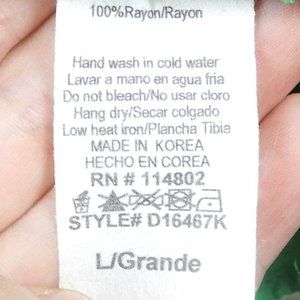 100%Rayon/Rayon
Hand wash in cold water
Lavar a mano en agua fria
Do not bleach/No usar cloro
Hang dry/Secar colgado
Low heat iron/Plancha Tibia
MADE IN KOREA
HECHO EN COREA
RN # 114802
STYLE# D16467K
L/Grande